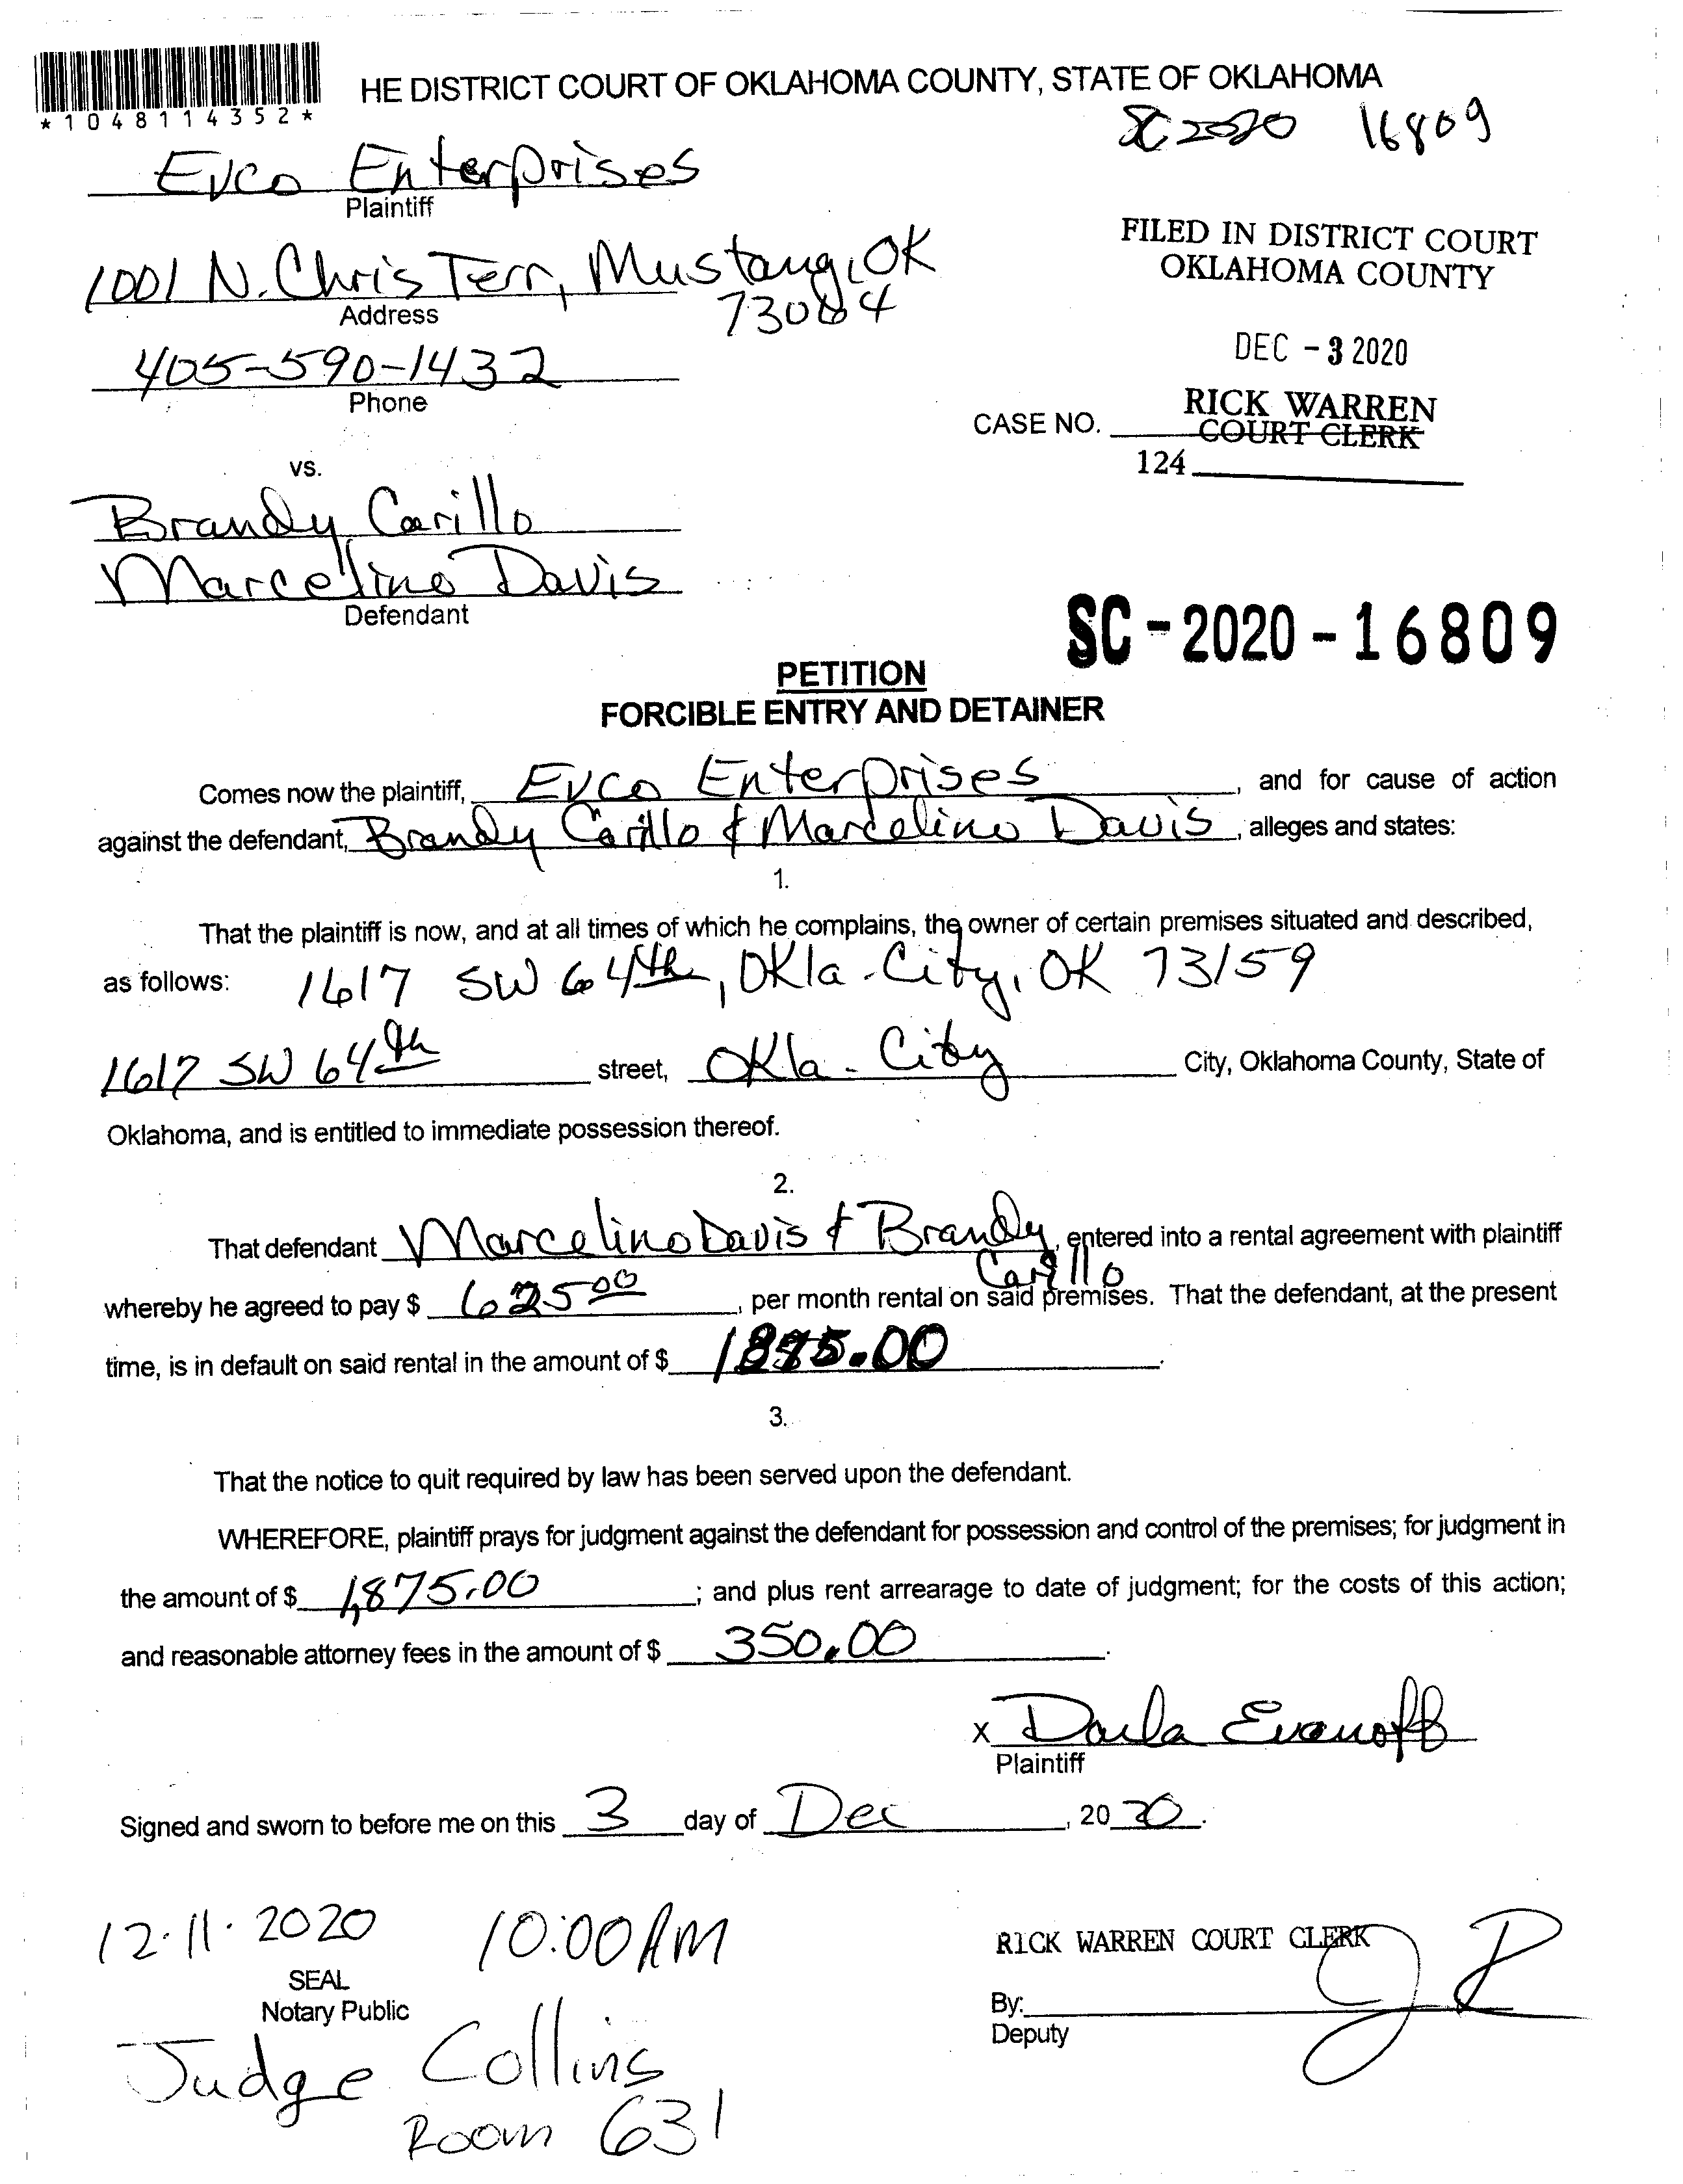 *1048114352*
HE DISTRICT COURT OF OKLAHOMA COUNTY, STATE OF OKLAHOMA
SC 2020 16809
Evco Enterprises
Plaintiff
FILED IN DISTRICT COURT
OKLAHOMA COUNTY
1001 N. Chris Terr, Mustang, OK
73064
Address
DEC - 3 2020
405-590-1432
Phone
RICK WARREN
CASE NO. COURT CLERK
124
vs.
Brandy Carillo
Marcelino Davis
Defendant
SC - 2020 - 16809
PETITION
FORCIBLE ENTRY AND DETAINER
Comes now the plaintiff, Evco Enterprises, and for cause of action
against the defendant, Brandy Carillo & Marcelino Davis, alleges and states:
1.
That the plaintiff is now, and at all times of which he complains, the owner of certain premises situated and described,
as follows: 1617 SW 64th, Okla. City, OK 73159
1617 SW 64th street, Okla. City City, Oklahoma County, State of
Oklahoma, and is entitled to immediate possession thereof.
2.
That defendant Marcelino Davis & Brandy Carillo, entered into a rental agreement with plaintiff
whereby he agreed to pay $ 625.00, per month rental on said premises. That the defendant, at the present
time, is in default on said rental in the amount of $ 1875.00.
3.
That the notice to quit required by law has been served upon the defendant.
WHEREFORE, plaintiff prays for judgment against the defendant for possession and control of the premises; for judgment in
the amount of $ 1,875.00; and plus rent arrearage to date of judgment; for the costs of this action;
and reasonable attorney fees in the amount of $ 350.00.
x Darla Evanoff
Plaintiff
Signed and sworn to before me on this 3 day of Dec, 20 20.
12.11.2020 10:00 AM
RICK WARREN COURT CLERK
SEAL
Notary Public
By:
Deputy
Judge Collins
Room 631